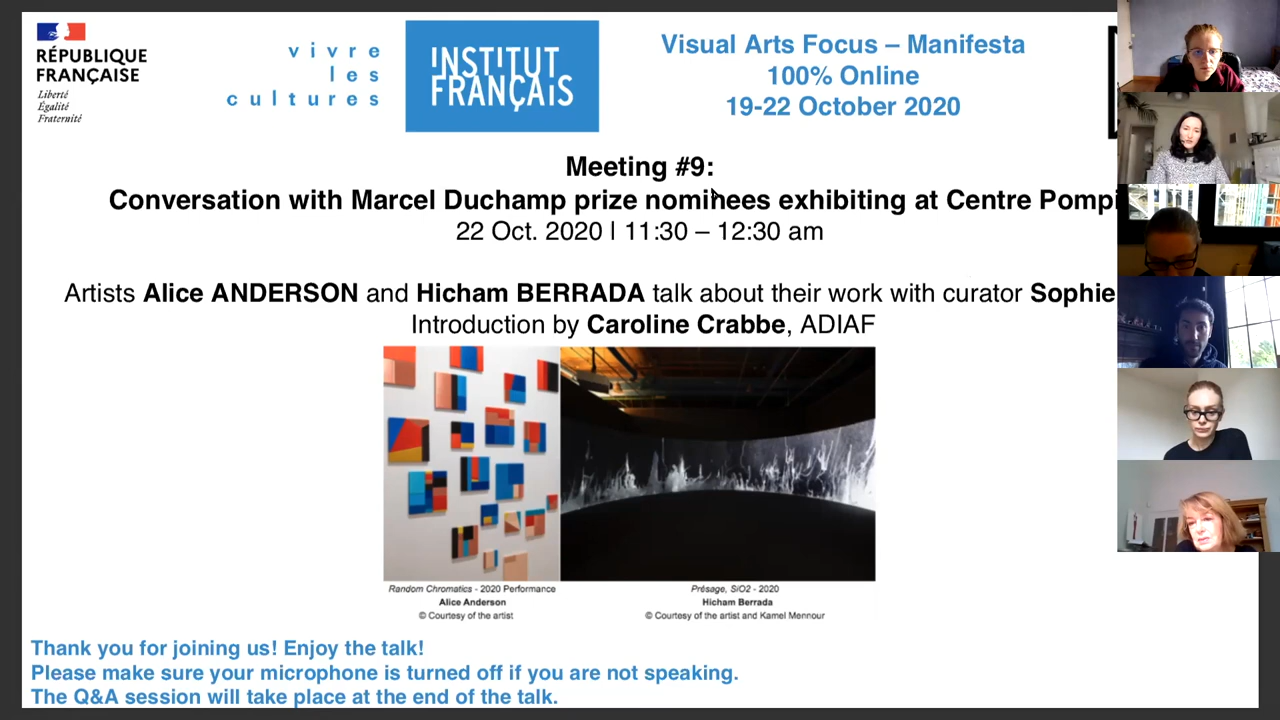 RÉPUBLIQUE
FRANÇAISE
Liberté
Égalité
Fraternité
vivre
les
cultures
INSTITUT
FRANÇAIS
Visual Arts Focus – Manifesta
100% Online
19-22 October 2020
Meeting #9:
Conversation with Marcel Duchamp prize nominees exhibiting at Centre Pompi
22 Oct. 2020 | 11:30 – 12:30 am
Artists Alice ANDERSON and Hicham BERRADA talk about their work with curator Sophie
Introduction by Caroline Crabbe, ADIAF
Random Chromatics - 2020 Performance
Alice Anderson
© Courtesy of the artist
Présage, SiO2 - 2020
Hicham Berrada
© Courtesy of the artist and Kamel Mennour
Thank you for joining us! Enjoy the talk!
Please make sure your microphone is turned off if you are not speaking.
The Q&A session will take place at the end of the talk.